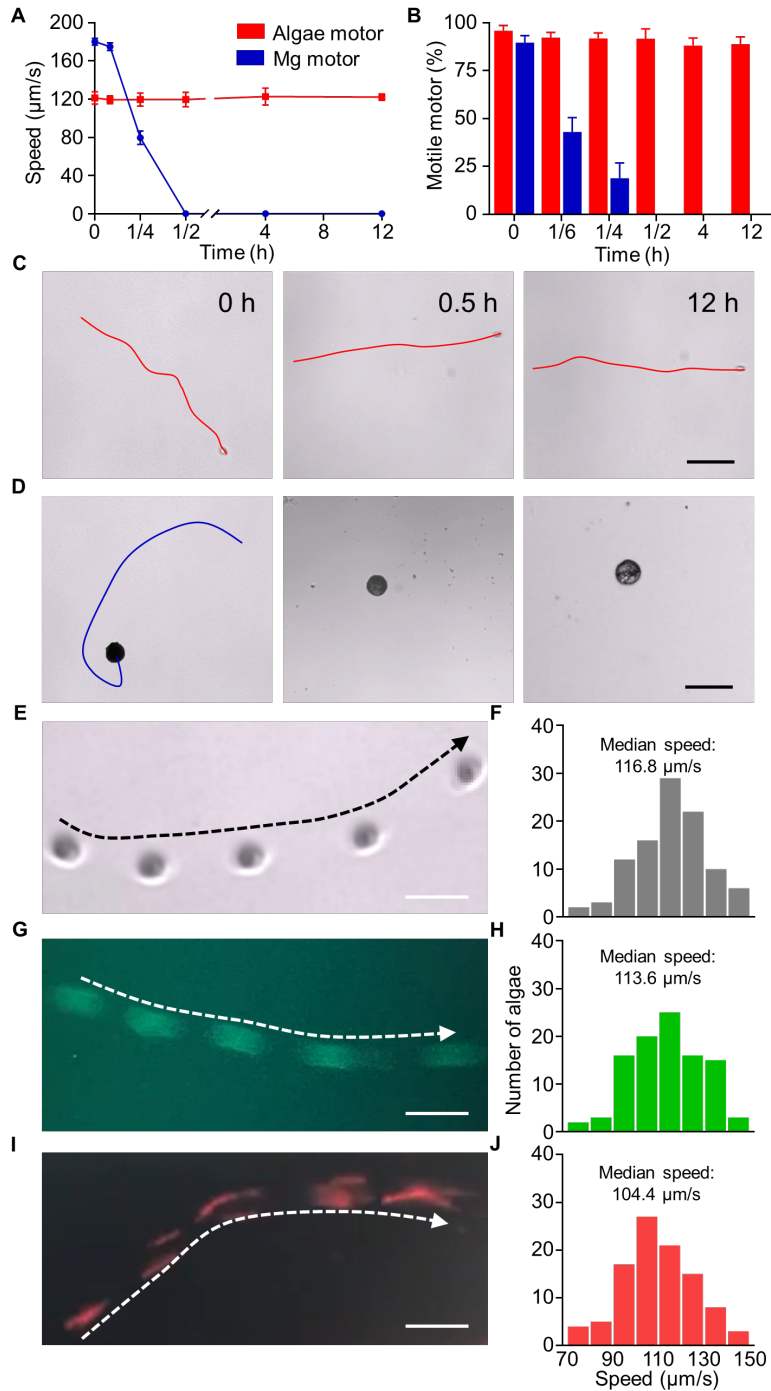 A
Speed (µm/s)
200
160
120
80
40
0
Algae motor
Mg motor
0
1/4
1/2
4
8
12
Time (h)
B
Motile motor (%)
100
75
50
25
0
0
1/6
1/4
1/2
4
12
Time (h)
C
0 h
0.5 h
12 h
D
E
F
40
30
20
10
0
Median speed:
116.8 µm/s
G
H
40
30
20
10
0
Median speed:
113.6 µm/s
Number of algae
I
J
40
30
20
10
0
Median speed:
104.4 µm/s
70
90
110
130
150
Speed (µm/s)